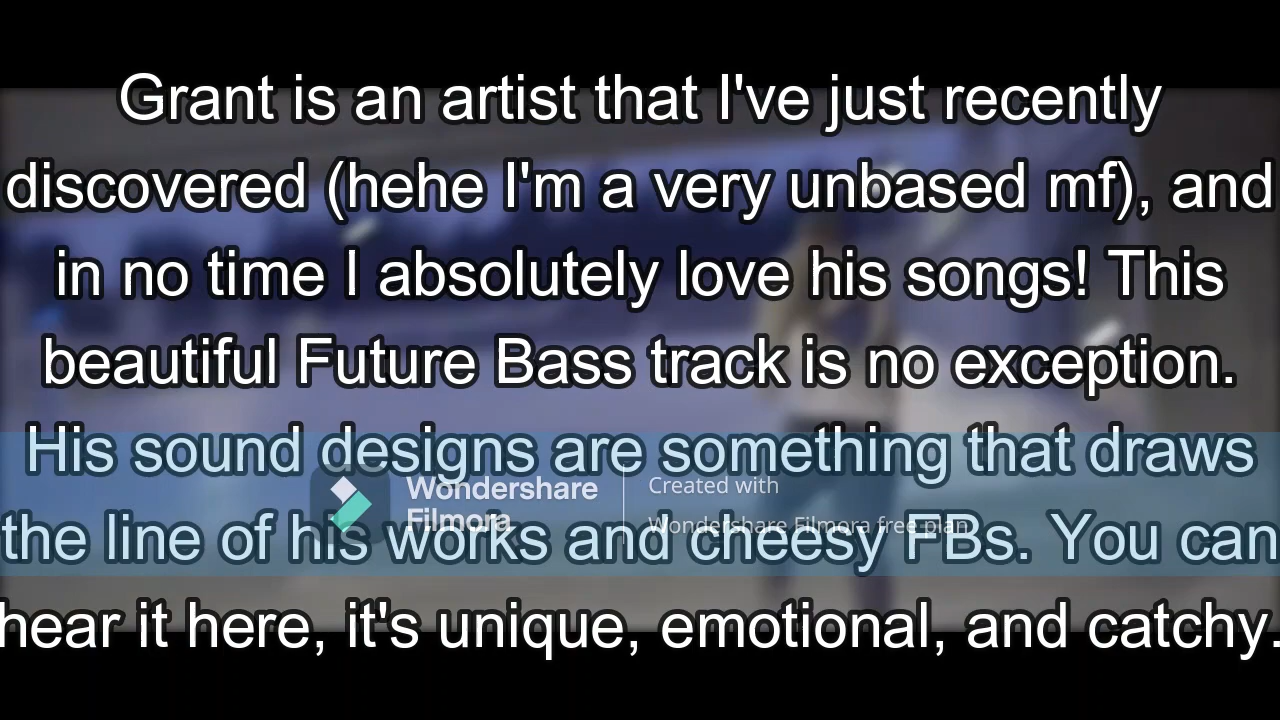 Grant is an artist that I've just recently
discovered (hehe I'm a very unbased mf), and
in no time I absolutely love his songs! This
beautiful Future Bass track is no exception.
His sound designs are something that draws
Wondershare
Filmora
Created with
Wondershare Filmora free plan
the line of his works and cheesy FBs. You can
hear it here, it's unique, emotional, and catchy.